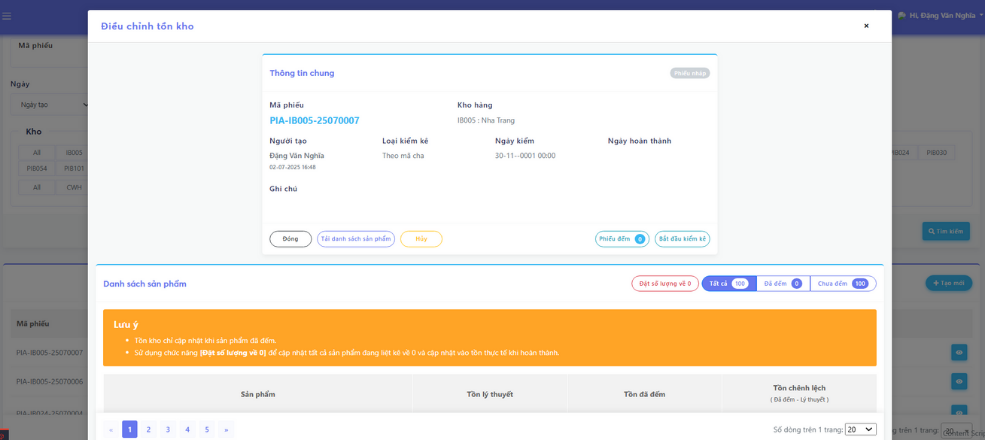 Điều chỉnh tồn kho
×
Hi, Đặng Văn Nghĩa
Mã phiếu
Ngày
Ngày tạo
Kho
All
IB005
PIB054
PIB101
All
CWH
PIB030
Tìm kiếm
Tạo mới
Mã phiếu
PIA-IB005-25070007
PIA-IB005-25070006
PIA-IB024-25070004
Thông tin chung
Phiếu nháp
Mã phiếu
Kho hàng
PIA-IB005-25070007
IB005 : Nha Trang
Người tạo
Loại kiểm kê
Ngày kiểm
Ngày hoàn thành
Đặng Văn Nghĩa
Theo mã cha
30-11--0001 00:00
02-07-2025 16:48
Ghi chú
Đóng
Tải danh sách sản phẩm
Hủy
Phiếu đếm 0
Bắt đầu kiểm kê
Danh sách sản phẩm
Đặt số lượng về 0
Tất cả 100
Đã đếm 0
Chưa đếm 100
Lưu ý
• Tồn kho chỉ cập nhật khi sản phẩm đã đếm.
• Sử dụng chức năng [Đặt số lượng về 0] để cập nhật tất cả sản phẩm đang liệt kê về 0 và cập nhật vào tồn thực tế khi hoàn thành.
Sản phẩm
Tồn lý thuyết
Tồn đã đếm
Tồn chênh lệch
( Đã đếm - Lý thuyết )
« 1 2 3 4 5 »
Số dòng trên 1 trang: 20